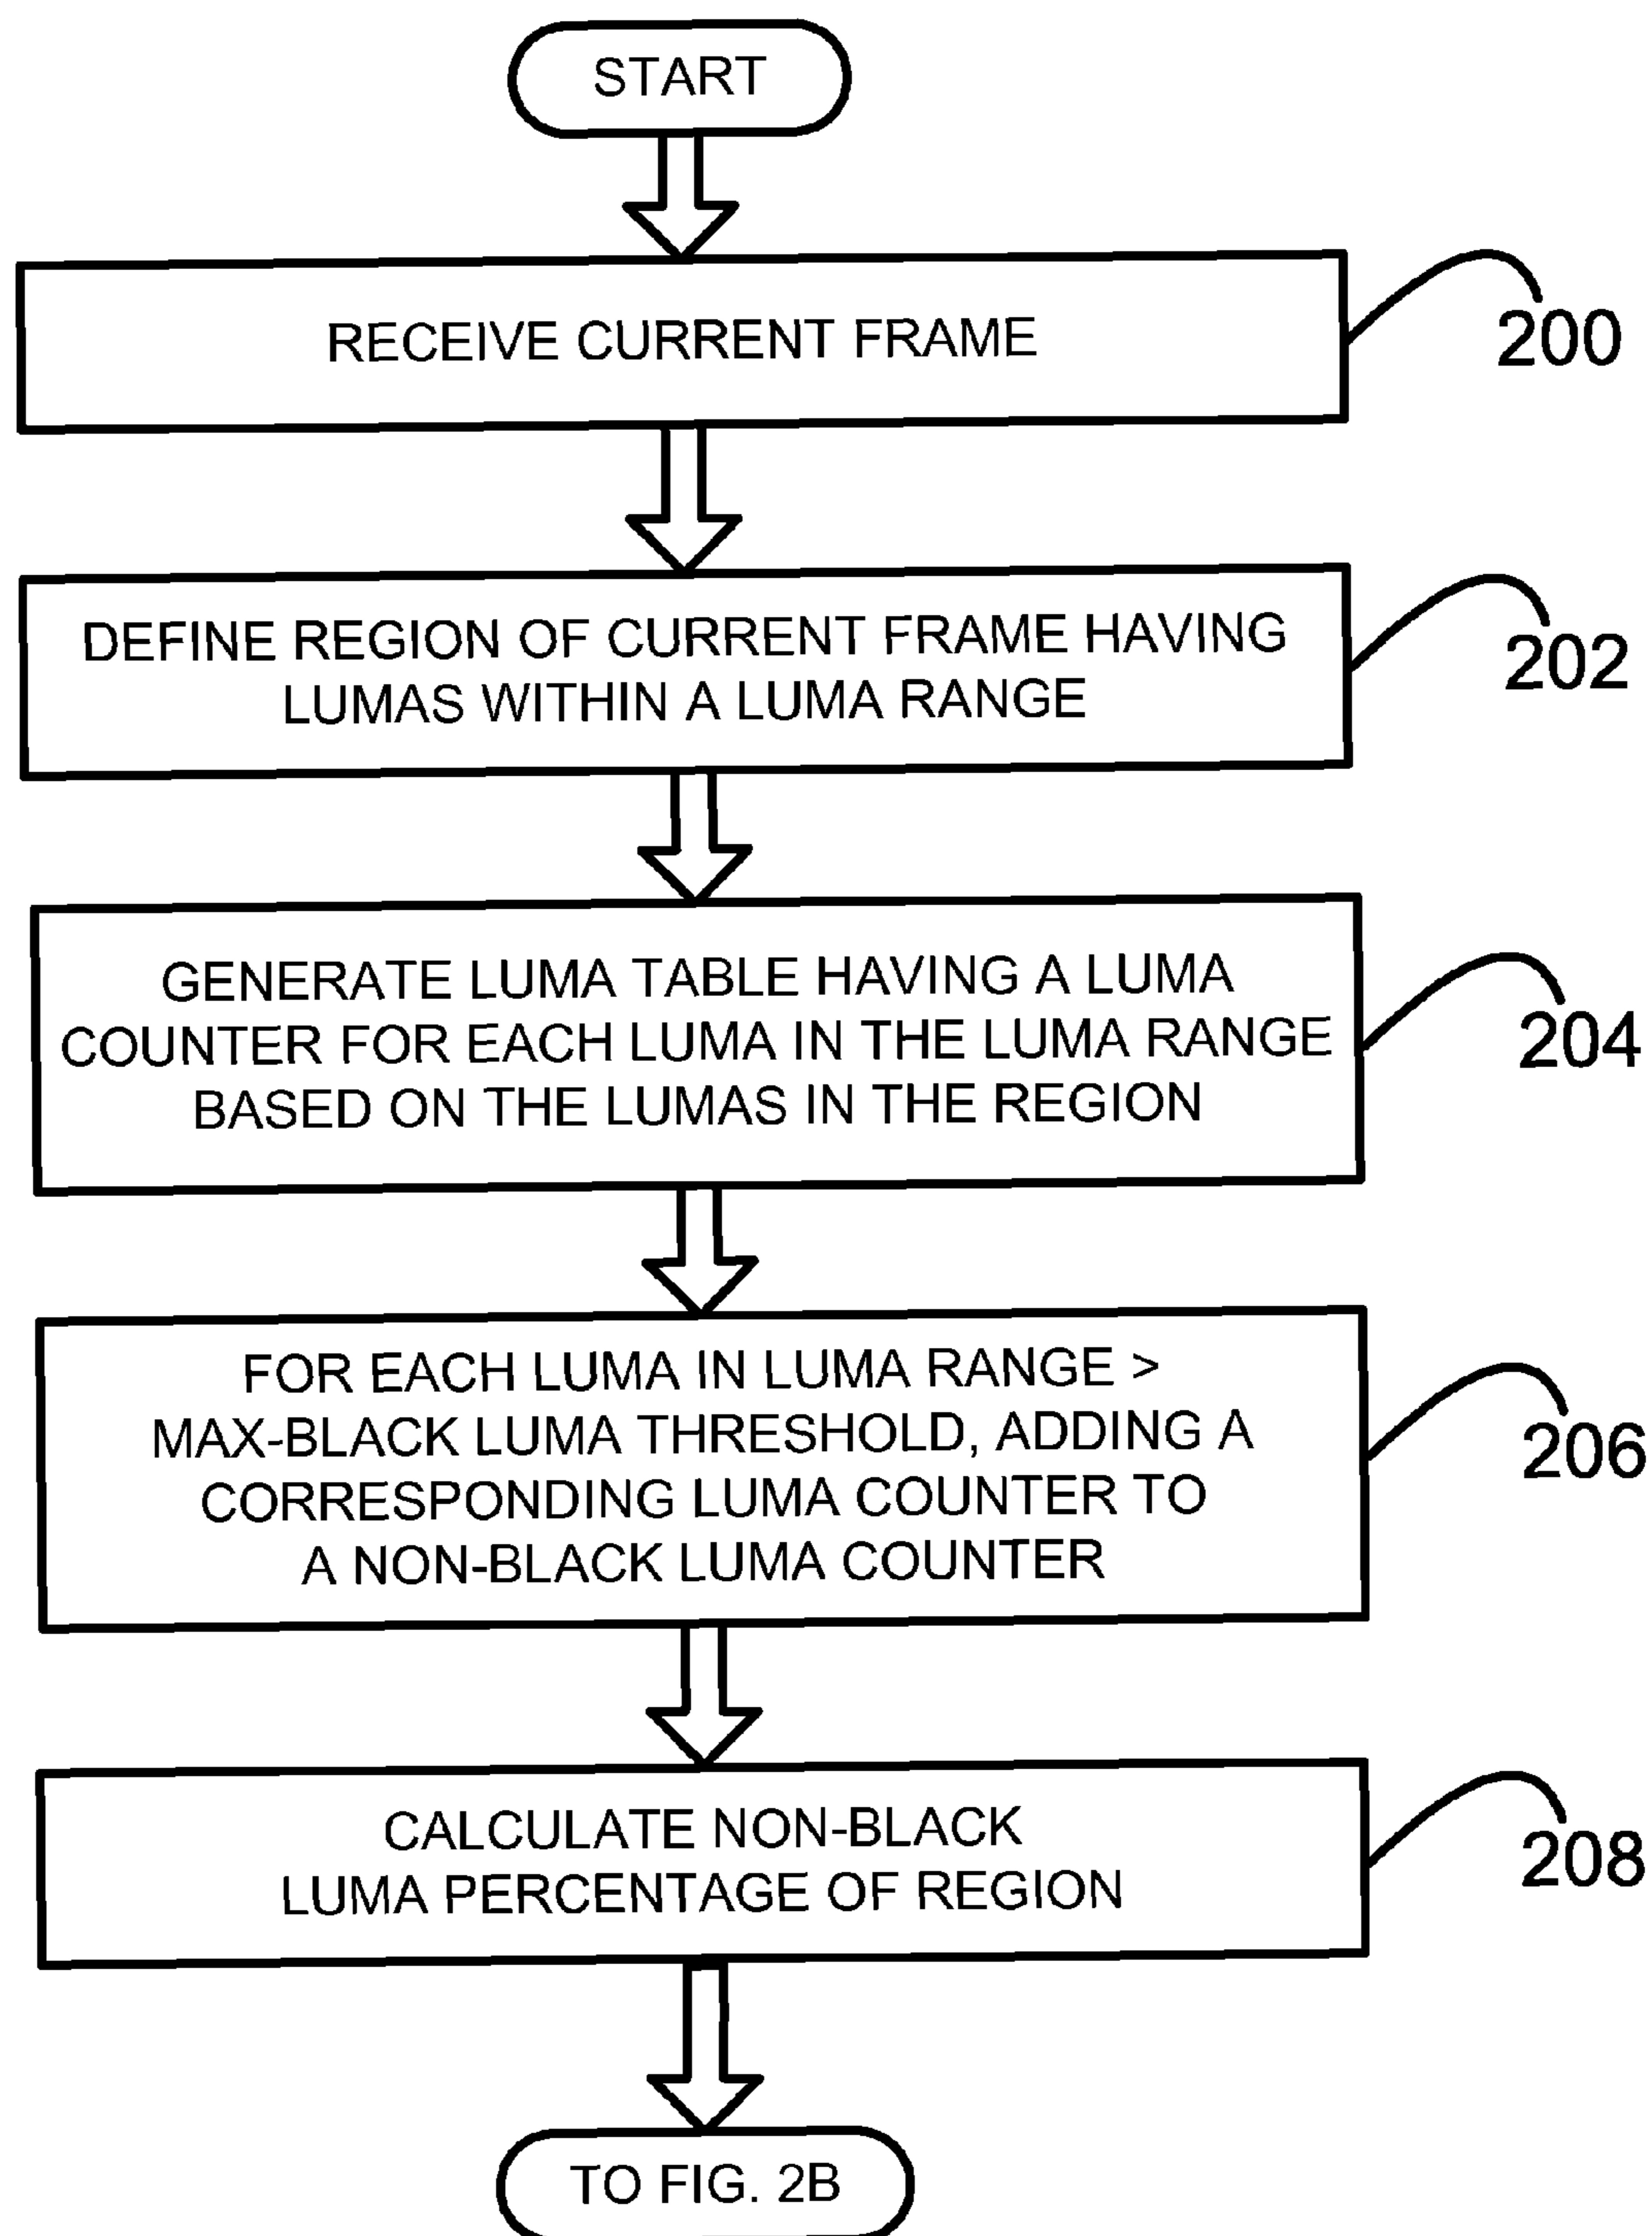 START
RECEIVE CURRENT FRAME
200
DEFINE REGION OF CURRENT FRAME HAVING
LUMAS WITHIN A LUMA RANGE
202
GENERATE LUMA TABLE HAVING A LUMA
COUNTER FOR EACH LUMA IN THE LUMA RANGE
BASED ON THE LUMAS IN THE REGION
204
FOR EACH LUMA IN LUMA RANGE >
MAX-BLACK LUMA THRESHOLD, ADDING A
CORRESPONDING LUMA COUNTER TO
A NON-BLACK LUMA COUNTER
206
CALCULATE NON-BLACK
LUMA PERCENTAGE OF REGION
208
TO FIG. 2B